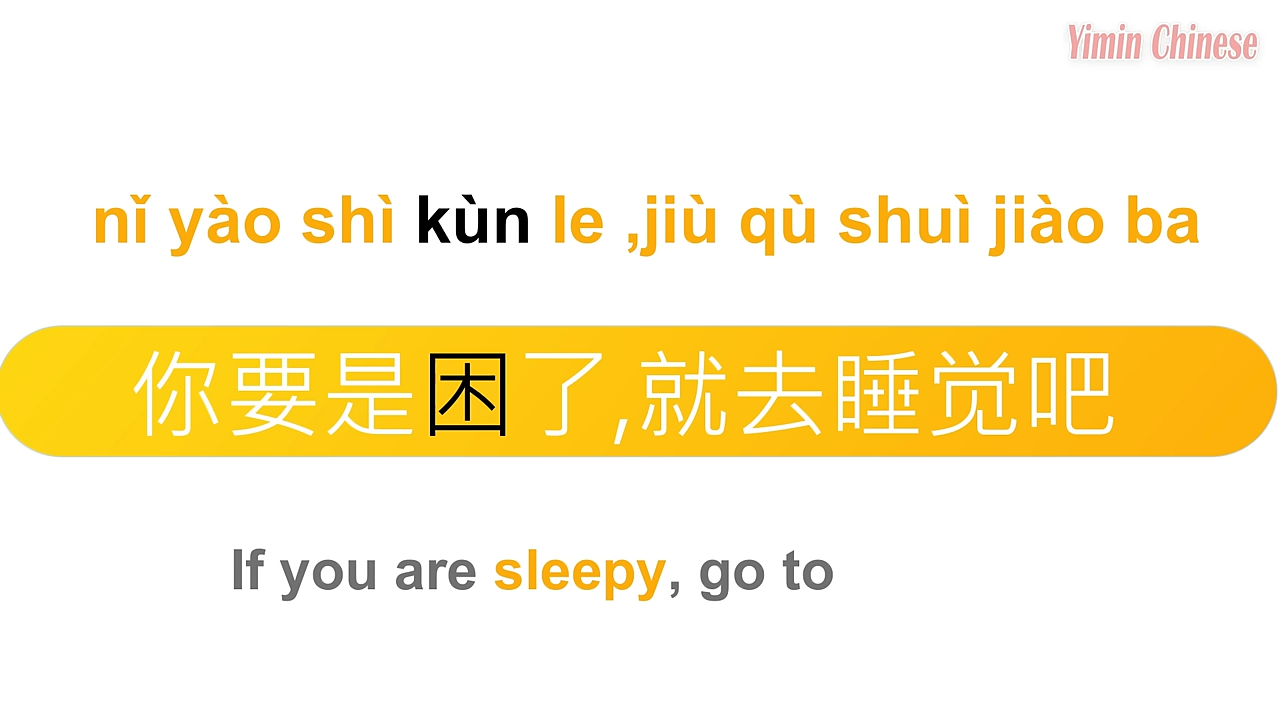 Yimin Chinese
nǐ yào shì kùn le ,jiù qù shuì jiào ba
你要是困了,就去睡觉吧
If you are sleepy, go to